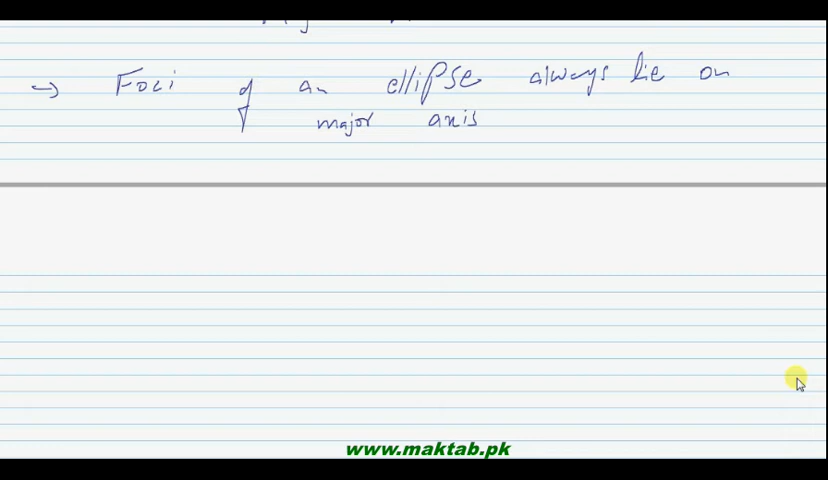 → Foci of an ellipse always lie on
major axis
www.maktab.pk